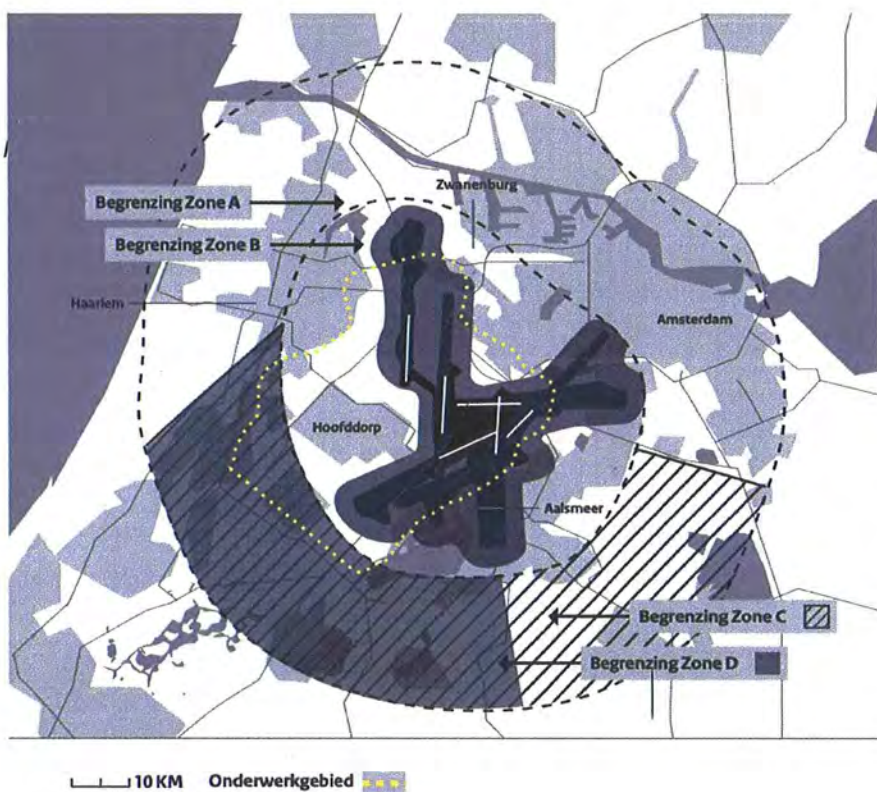 Zwanenburg
Begrenzing Zone A
Begrenzing Zone B
Haarlem
Amsterdam
Hoofddorp
Aalsmeer
Begrenzing Zone C
Begrenzing Zone D
10 KM
Onderwerkgebied